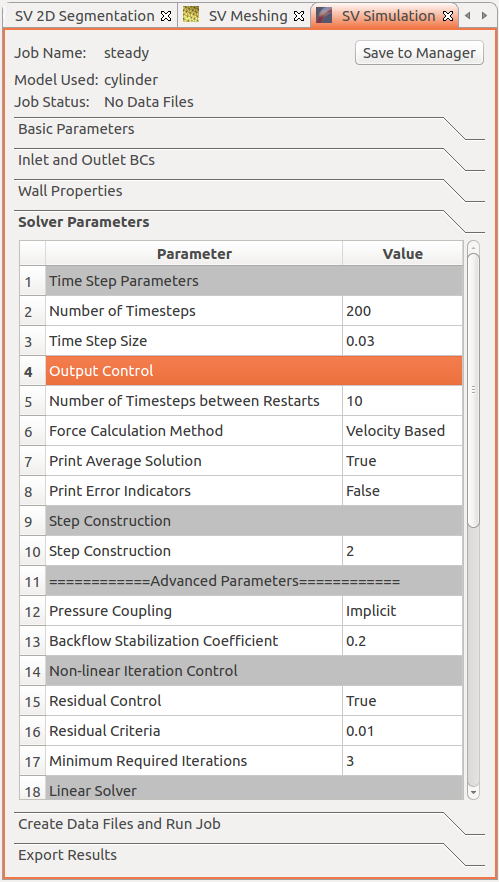 SV 2D Segmentation SV Meshing SV Simulation
Job Name: steady Save to Manager
Model Used: cylinder
Job Status: No Data Files
Basic Parameters
Inlet and Outlet BCs
Wall Properties
Solver Parameters
Parameter Value
1 Time Step Parameters
2 Number of Timesteps 200
3 Time Step Size 0.03
4 Output Control
5 Number of Timesteps between Restarts 10
6 Force Calculation Method Velocity Based
7 Print Average Solution True
8 Print Error Indicators False
9 Step Construction
10 Step Construction 2
11 ============Advanced Parameters============
12 Pressure Coupling Implicit
13 Backflow Stabilization Coefficient 0.2
14 Non-linear Iteration Control
15 Residual Control True
16 Residual Criteria 0.01
17 Minimum Required Iterations 3
18 Linear Solver
Create Data Files and Run Job
Export Results